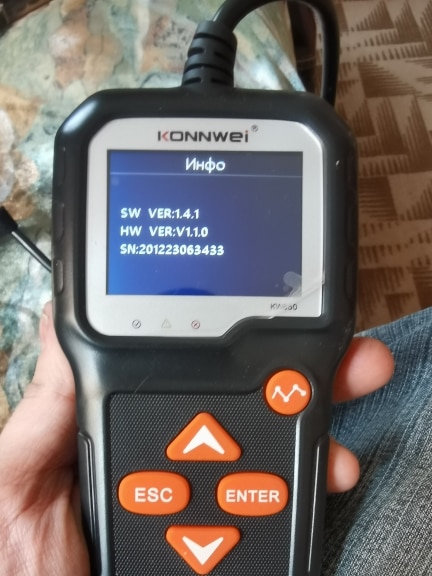 KONNWEI®
Инфо
SW VER:1.4.1
HW VER:V1.1.0
SN:201223063433
ESC
ENTER